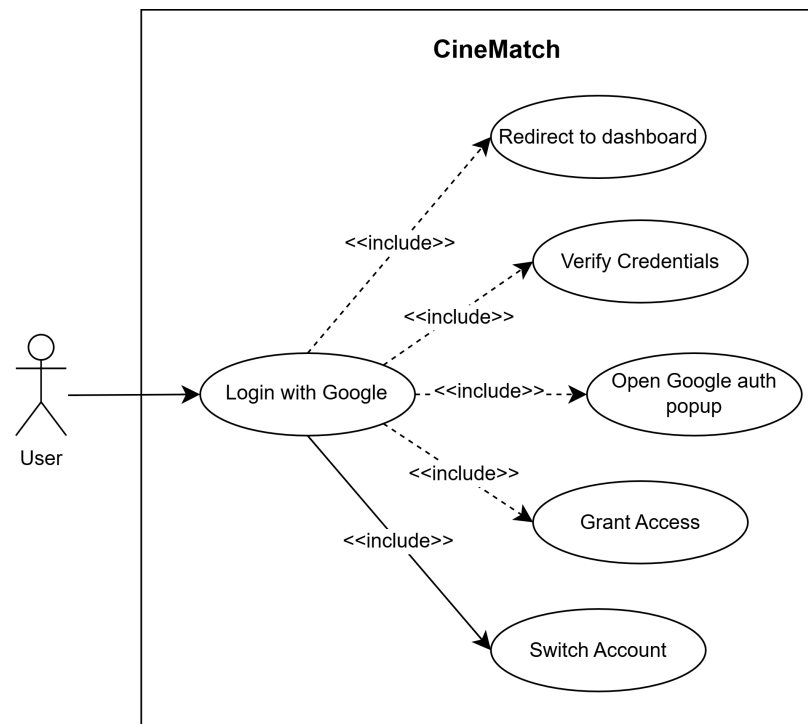 CineMatch
Redirect to dashboard
<<include>>
Verify Credentials
<<include>>
Login with Google
<<include>>
Open Google auth
popup
User
<<include>>
Grant Access
<<include>>
Switch Account